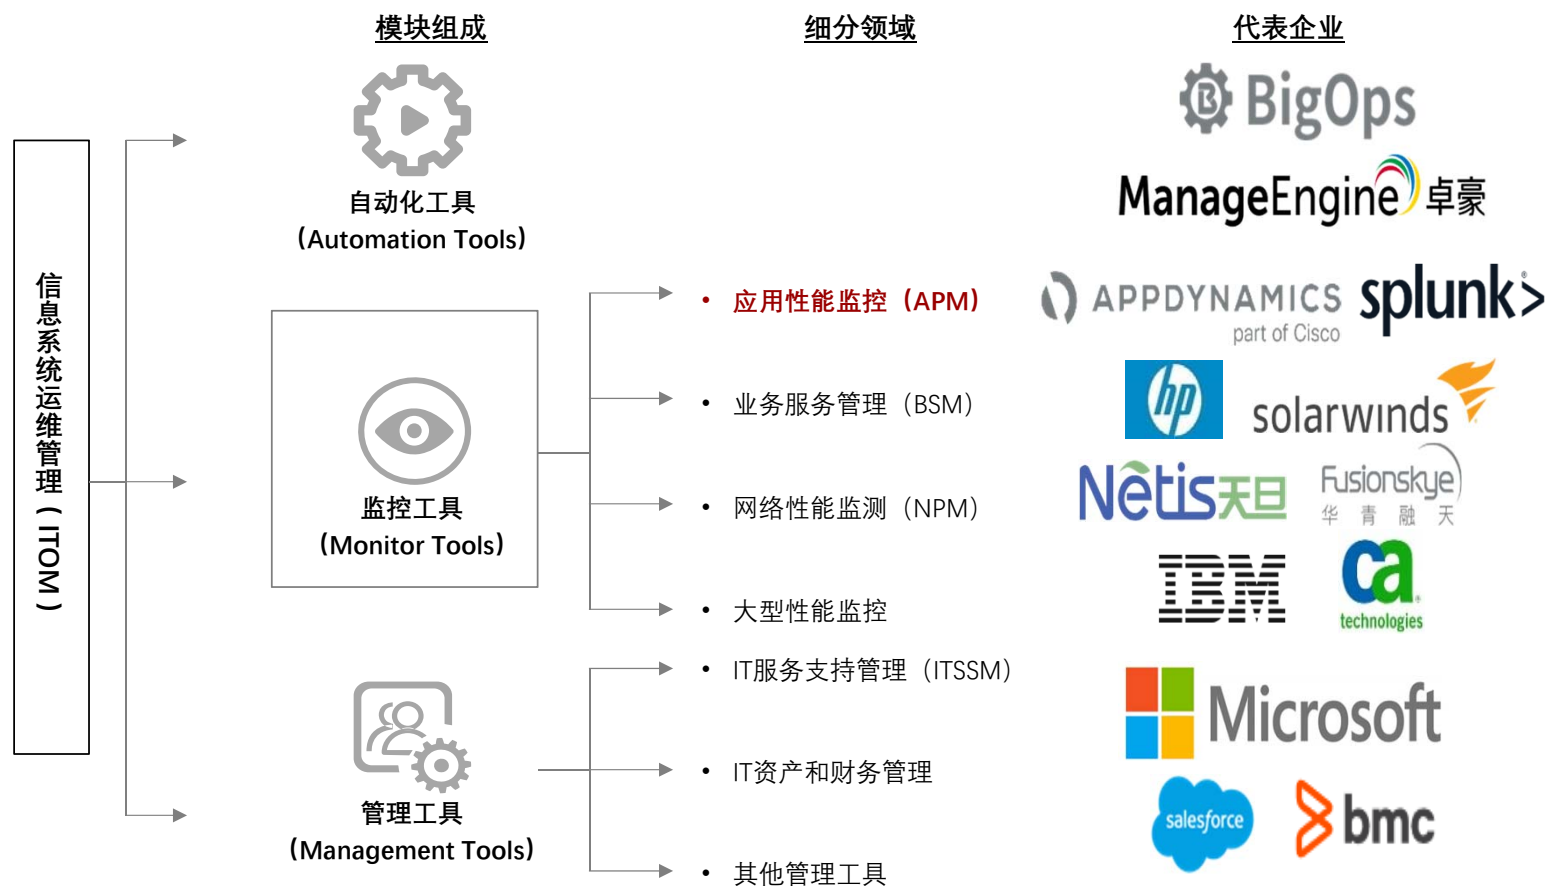 模块组成
细分领域
代表企业
信息系统运维管理（ITOM）
自动化工具
（Automation Tools）
BigOps
ManageEngine 卓豪
监控工具
（Monitor Tools）
• 应用性能监控（APM）
APPDYNAMICS
part of Cisco
splunk>
• 业务服务管理（BSM）
hp
solarwinds
• 网络性能监测（NPM）
Netis天旦
Fusionskye
华青融天
• 大型性能监控
IBM
ca
technologies
管理工具
（Management Tools）
• IT服务支持管理（ITSSM）
Microsoft
• IT资产和财务管理
salesforce
bmc
• 其他管理工具